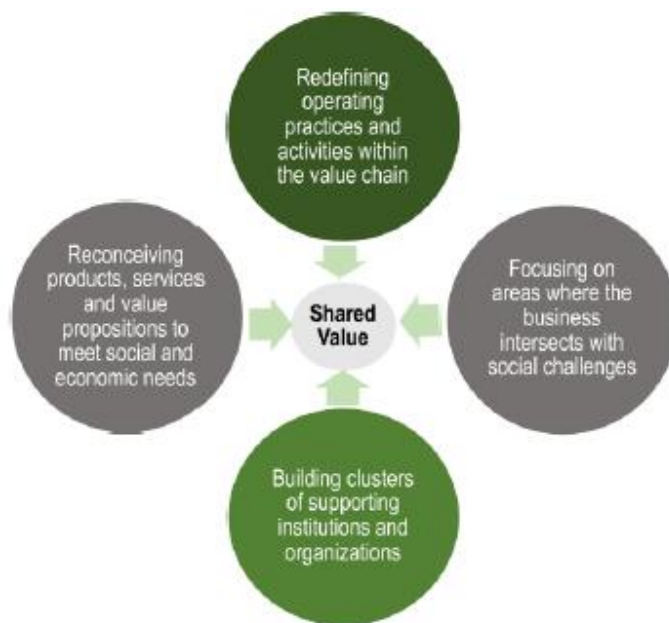 Redefining
operating
practices and
activities within
the value chain
Reconceiving
products, services
and value
propositions to
meet social and
economic needs
Shared
Value
Focusing on
areas where the
business
intersects with
social challenges
Building clusters
of supporting
institutions and
organizations